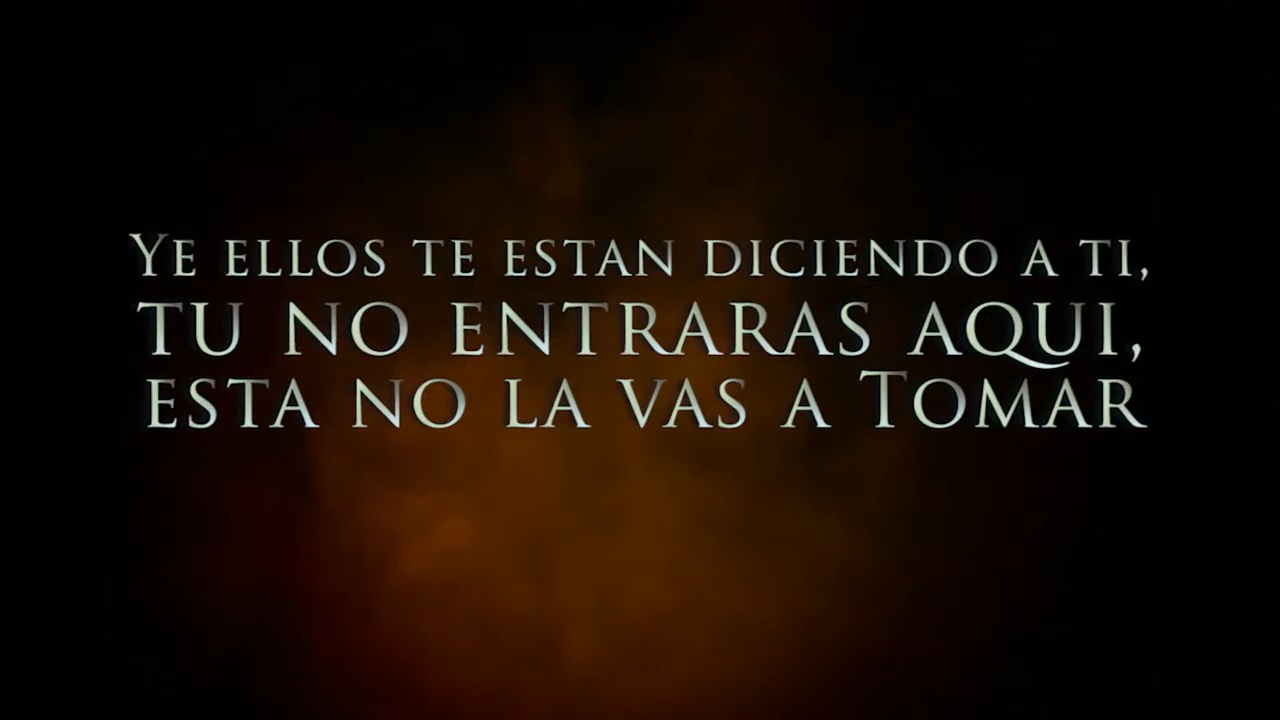 Ye ellos te estan diciendo a ti,
tu no entraras aqui,
esta no la vas a Tomar